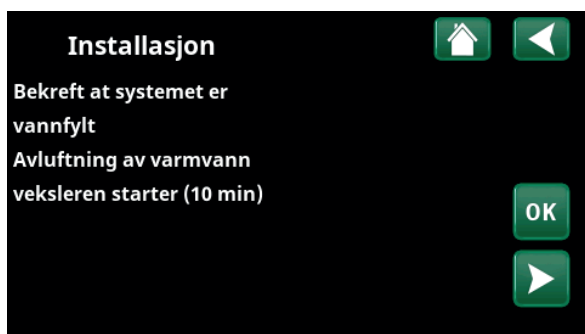 Installasjon
Bekreft at systemet er
vannfylt
Avluftning av varmvann
veksleren starter (10 min)
OK